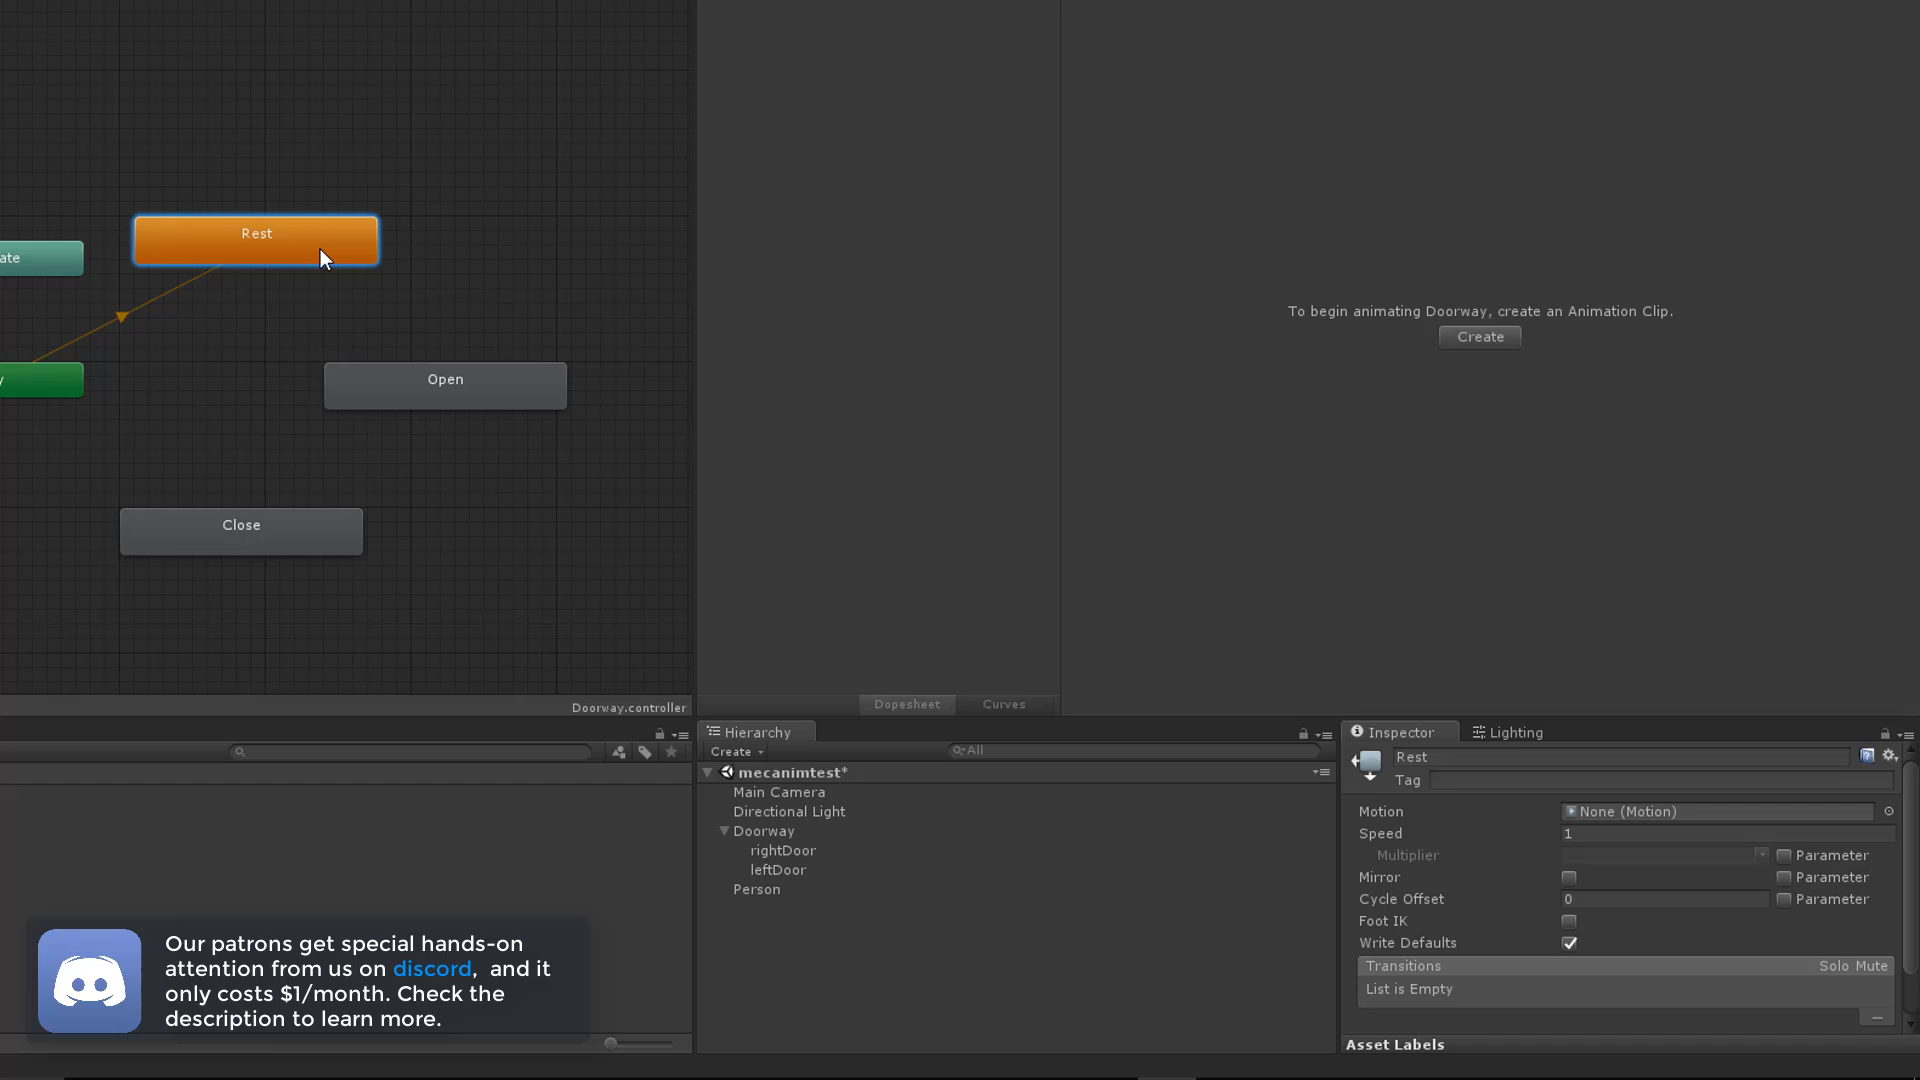 Rest
ate
y
Open
Close
Doorway.controller
To begin animating Doorway, create an Animation Clip.
Create
Dopesheet
Curves
Hierarchy
Create
All
mecanimtest*
Main Camera
Directional Light
Doorway
rightDoor
leftDoor
Person
Inspector
Lighting
Rest
Tag
Motion
None (Motion)
Speed
1
Multiplier
Parameter
Mirror
Parameter
Cycle Offset
0
Parameter
Foot IK
Write Defaults
Transitions
Solo Mute
List is Empty
Asset Labels
Our patrons get special hands-on
attention from us on discord, and it
only costs $1/month. Check the
description to learn more.